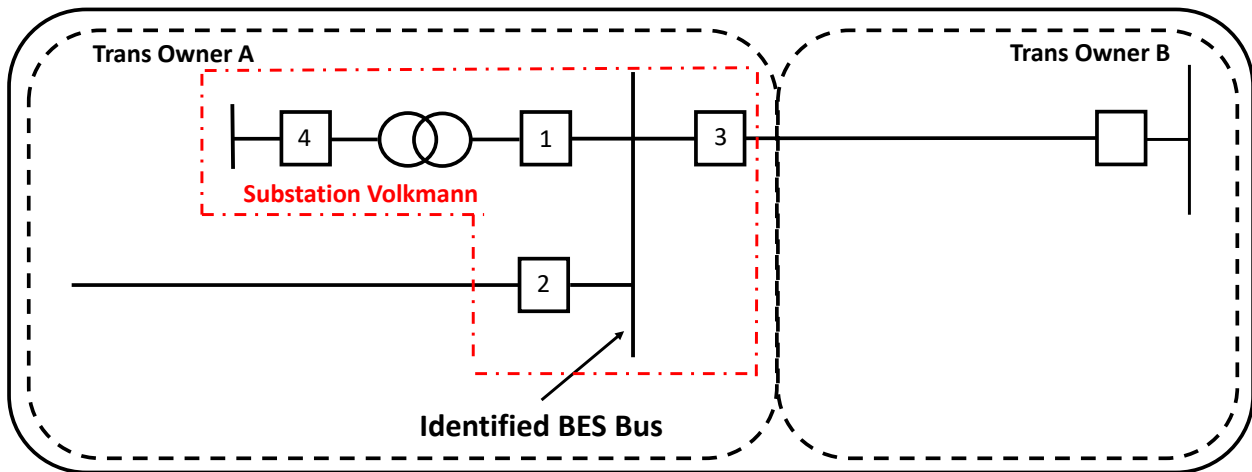 Trans Owner A
Trans Owner B
4
1
3
Substation Volkmann
2
Identified BES Bus